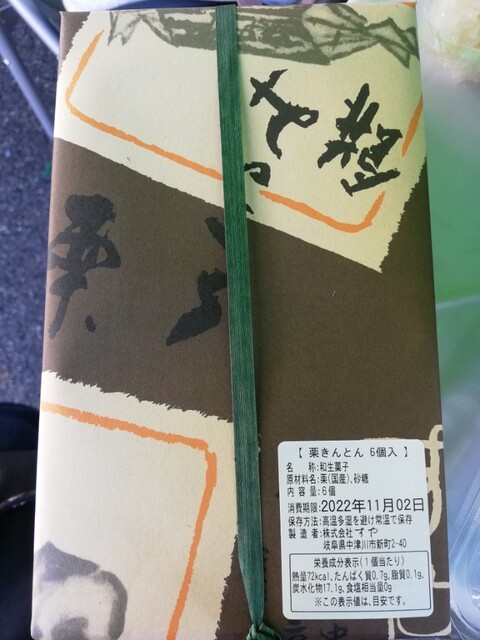 栗
【 栗きんとん 6個入 】
名　　称:和生菓子
原材料名:栗(国産)、砂糖
内 容 量:6個
消費期限:2022年11月02日
保存方法:高温多湿を避け常温で保存
製 造 者:株式会社 すや
岐阜県中津川市新町2-40
栄養成分表示(1個当たり)
熱量72kcal、たんぱく質0.7g、脂質0.1g、
炭水化物17.1g、食塩相当量0g
※この表示値は、目安です。